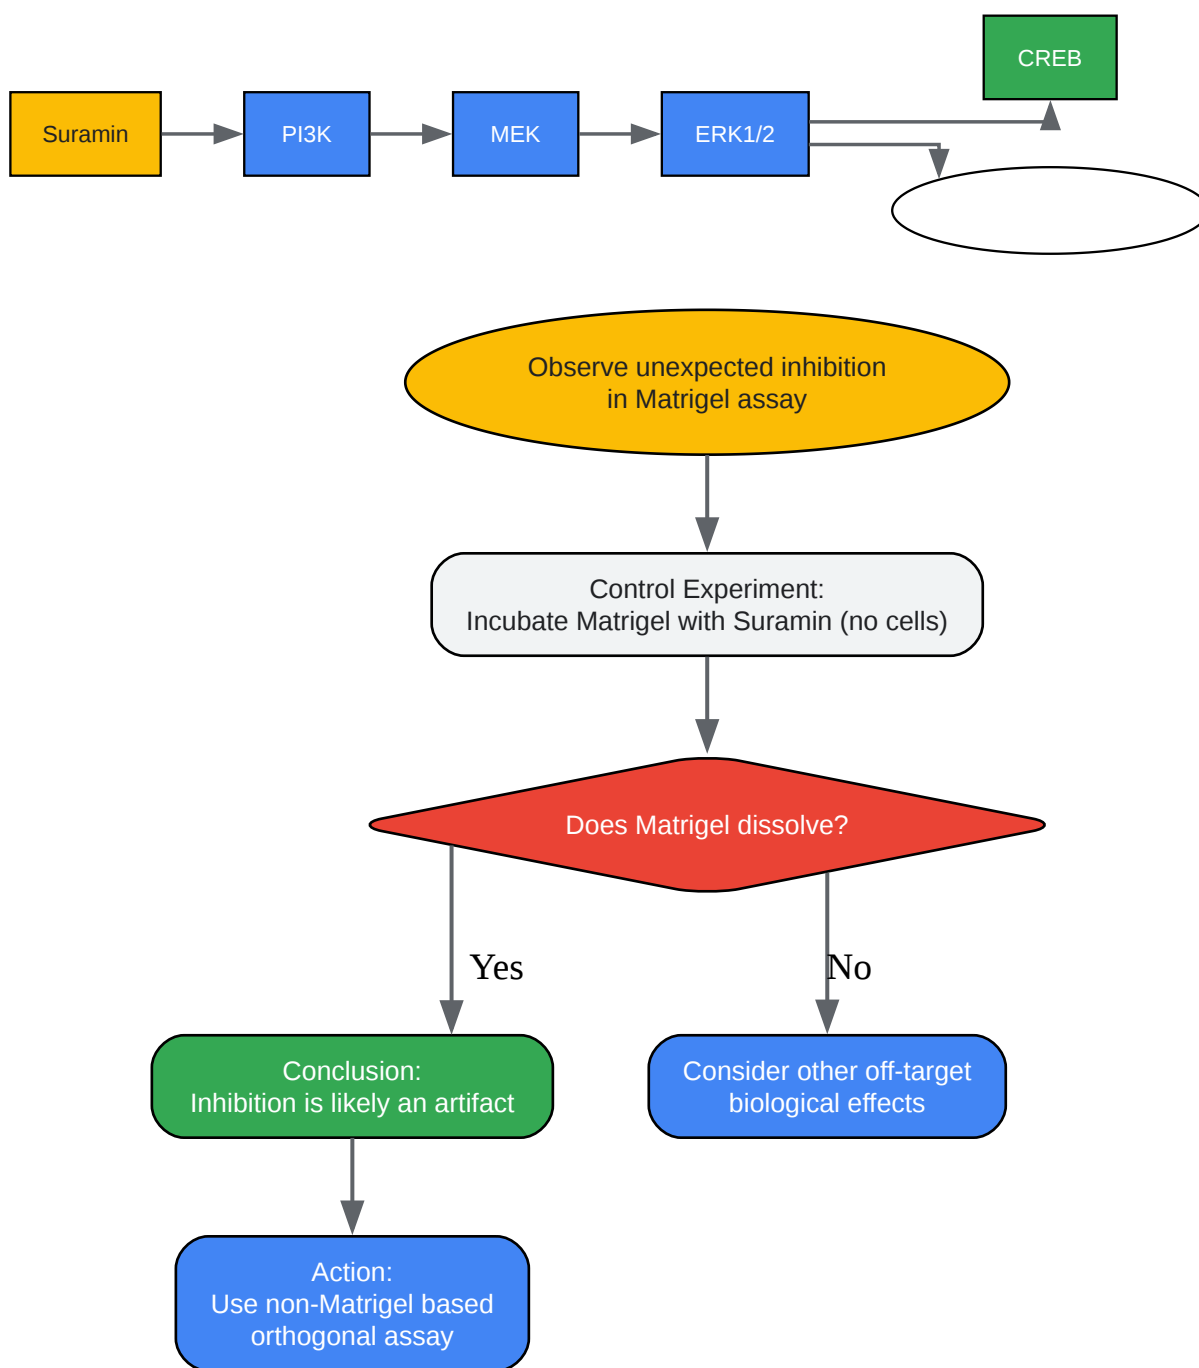 CREB
Suramin
PI3K
MEK
ERK1/2
Observe unexpected inhibition
in Matrigel assay
Control Experiment:
Incubate Matrigel with Suramin (no cells)
Does Matrigel dissolve?
Yes
No
Conclusion:
Inhibition is likely an artifact
Consider other off-target
biological effects
Action:
Use non-Matrigel based
orthogonal assay